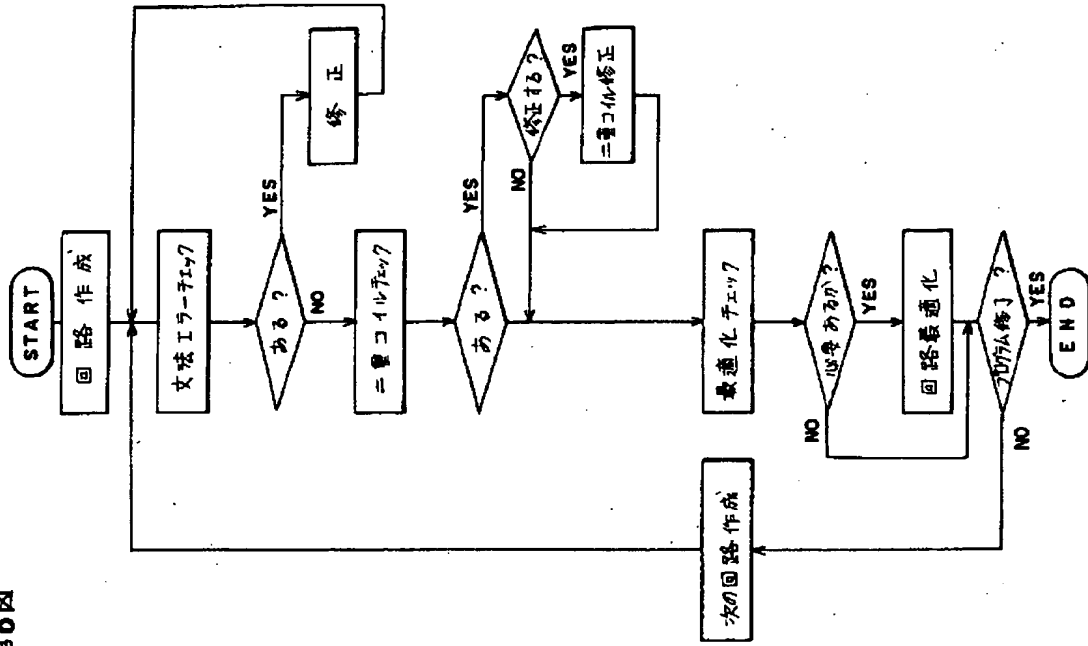 START
回路作成
文法エラーチェック
ある?
YES
修正
NO
二重コイルチェック
ある?
YES
修正する?
YES
NO
二重コイル修正
最適化チェック
必要あるか?
YES
NO
回路最適化
プログラム修了?
YES
NO
END
次の回路作成